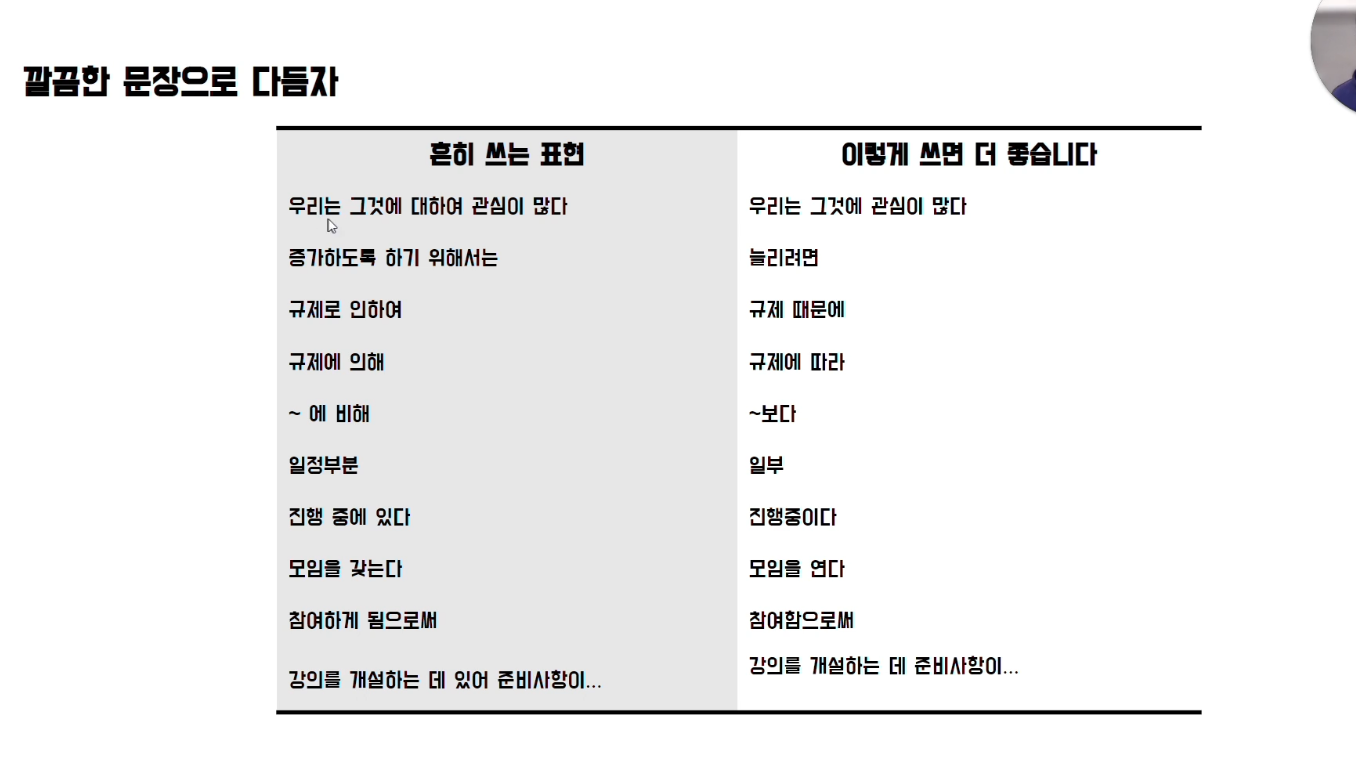 깔끔한 문장으로 다듬자
흔히 쓰는 표현 이렇게 쓰면 더 좋습니다
우리는 그것에 대하여 관심이 많다 우리는 그것에 관심이 많다
증가하도록 하기 위해서는 늘리려면
규제로 인하여 규제 때문에
규제에 의해 규제에 따라
~ 에 비해 ~보다
일정부분 일부
진행 중에 있다 진행중이다
모임을 갖는다 모임을 연다
참여하게 됨으로써 참여함으로써
강의를 개설하는 데 있어 준비사항이... 강의를 개설하는 데 준비사항이...